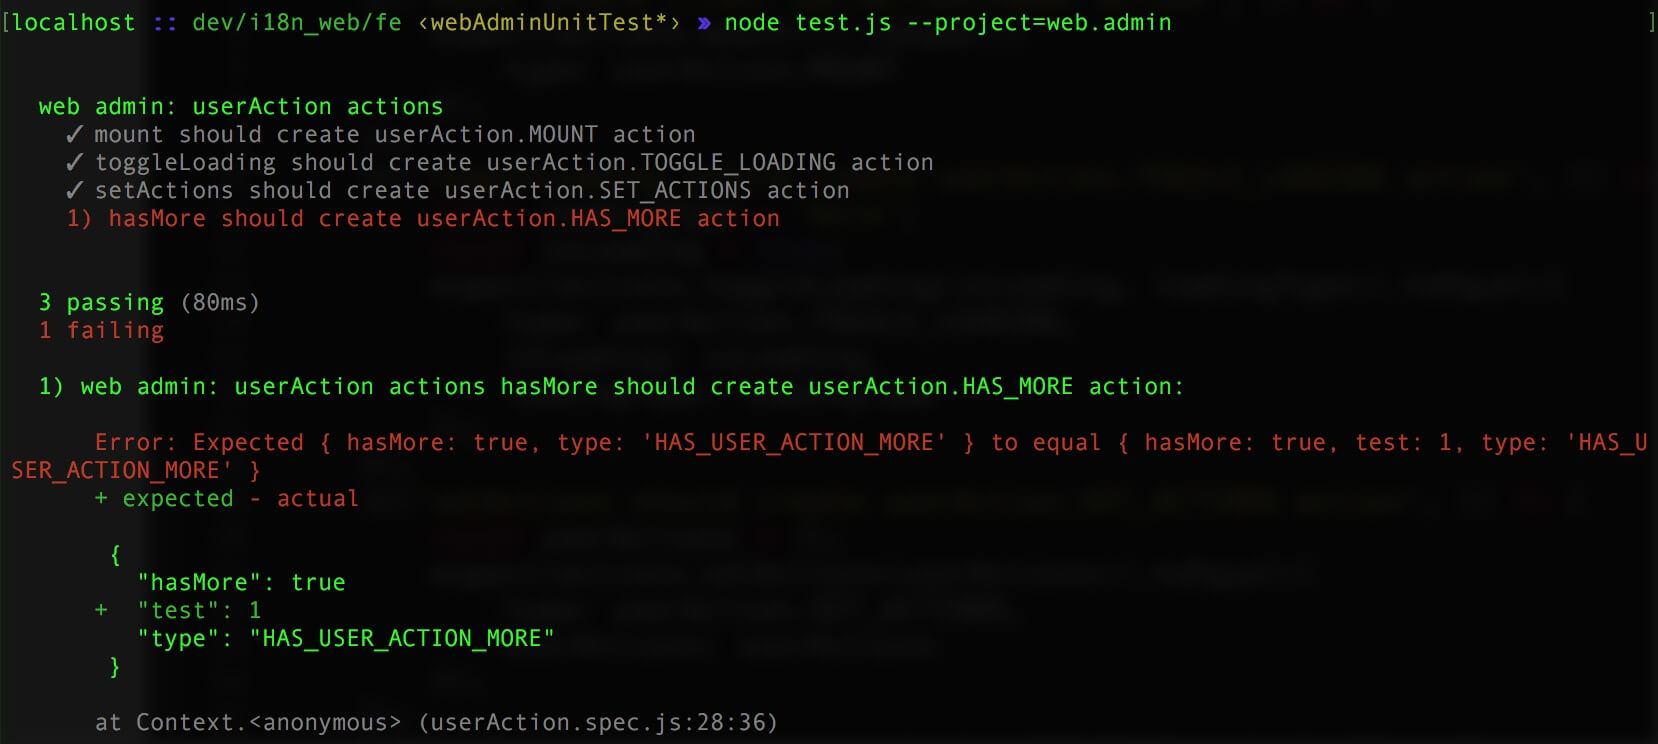 [localhost :: dev/i18n_web/fe ‹webAdminUnitTest*› » node test.js --project=web.admin ]
web admin: userAction actions
✓ mount should create userAction.MOUNT action
✓ toggleLoading should create userAction.TOGGLE_LOADING action
✓ setActions should create userAction.SET_ACTIONS action
1) hasMore should create userAction.HAS_MORE action
3 passing (80ms)
1 failing
1) web admin: userAction actions hasMore should create userAction.HAS_MORE action:
Error: Expected { hasMore: true, type: 'HAS_USER_ACTION_MORE' } to equal { hasMore: true, test: 1, type: 'HAS_U
SER_ACTION_MORE' }
+ expected - actual
{
"hasMore": true
+ "test": 1
"type": "HAS_USER_ACTION_MORE"
}
at Context.<anonymous> (userAction.spec.js:28:36)